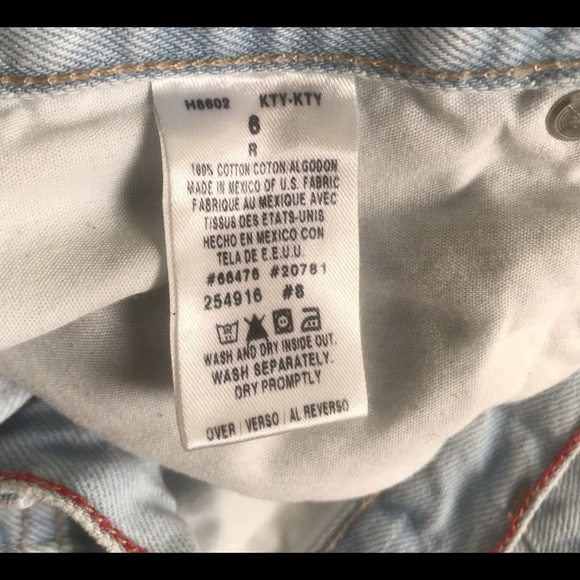 H8602 KTY-KTY
6
R
100% COTTON/COTON/ALGODON
MADE IN MEXICO OF U.S. FABRIC
FABRIQUE AU MEXIQUE AVEC
TISSUS DES ETATS-UNIS
HECHO EN MEXICO CON
TELA DE E.E.U.U.
#66476 #20781
254916 #8
WASH AND DRY INSIDE OUT.
WASH SEPARATELY.
DRY PROMPTLY
OVER / VERSO / AL REVERSO